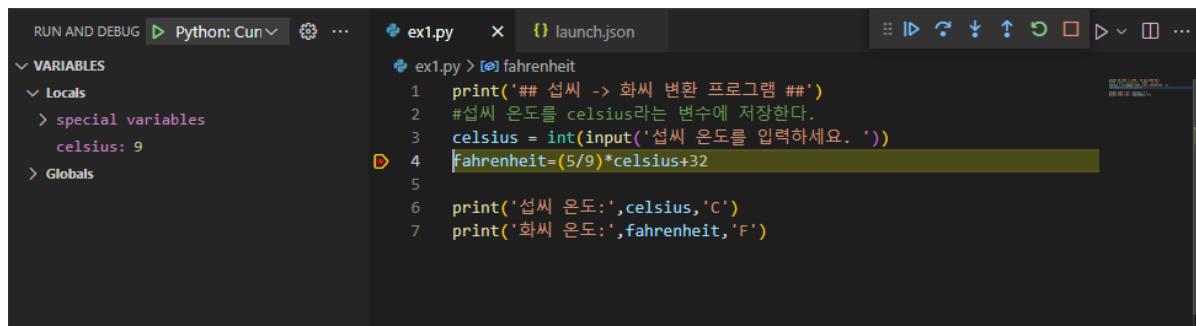 RUN AND DEBUG Python: Curr
VARIABLES
Locals
special variables
celsius: 9
Globals
ex1.py
{} launch.json
ex1.py > fahrenheit
1 print('## 섭씨 -> 화씨 변환 프로그램 ##')
2 #섭씨 온도를 celsius라는 변수에 저장한다.
3 celsius = int(input('섭씨 온도를 입력하세요. '))
4 fahrenheit=(5/9)*celsius+32
5
6 print('섭씨 온도:',celsius,'C')
7 print('화씨 온도:',fahrenheit,'F')